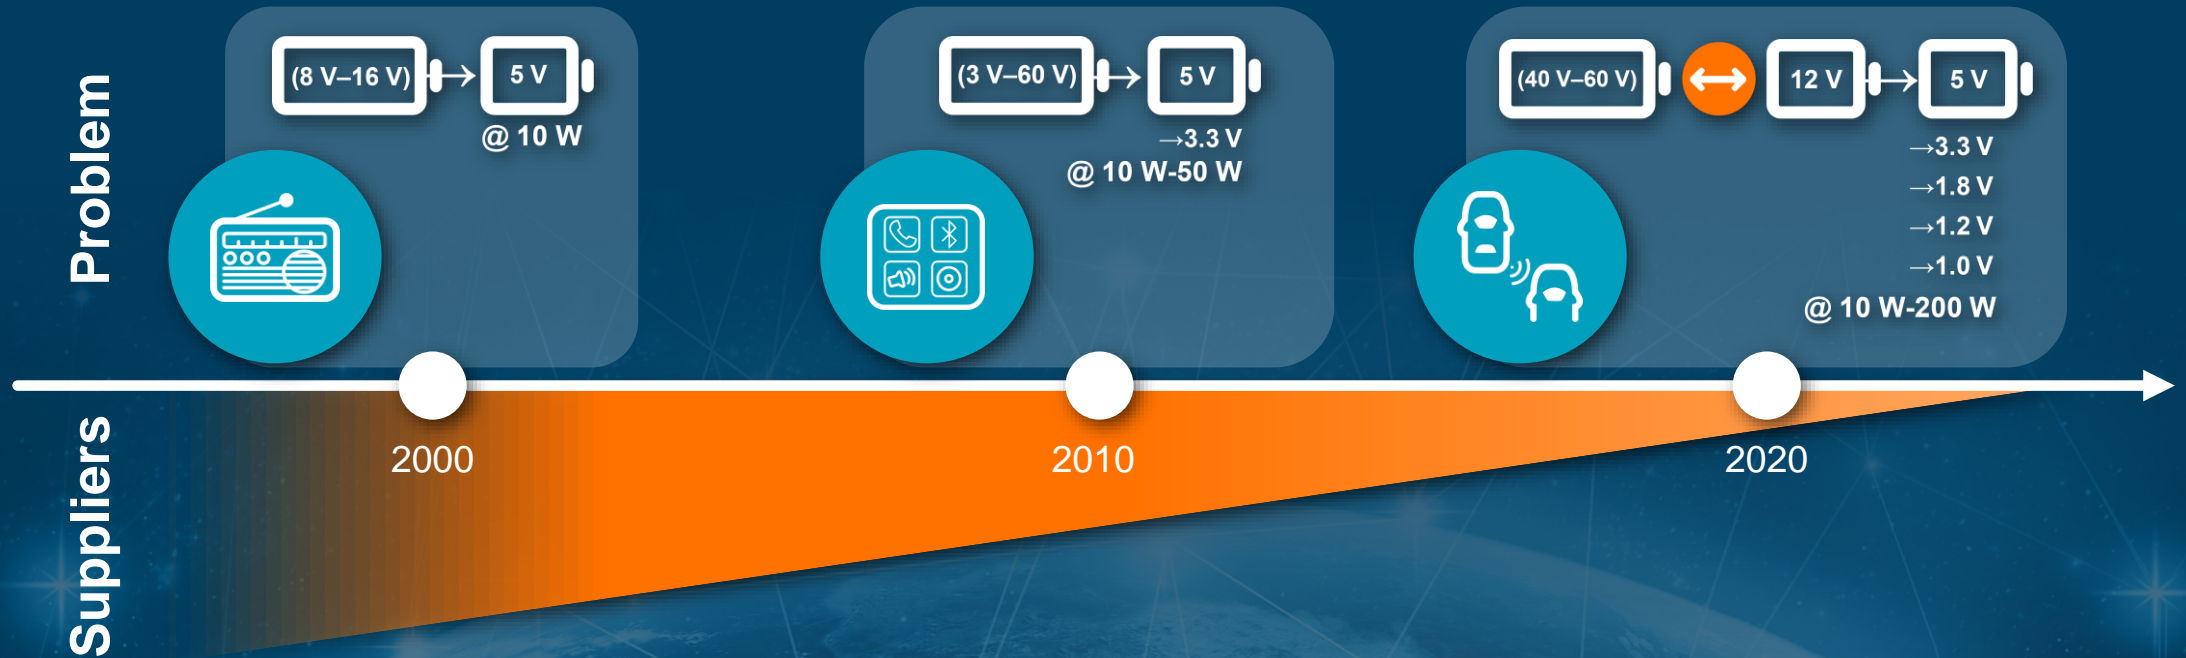 Problem
(8 V–16 V)
5 V
@ 10 W
(3 V–60 V)
5 V
→3.3 V
@ 10 W-50 W
(40 V–60 V)
12 V
5 V
→3.3 V
→1.8 V
→1.2 V
→1.0 V
@ 10 W-200 W
Suppliers
2000
2010
2020